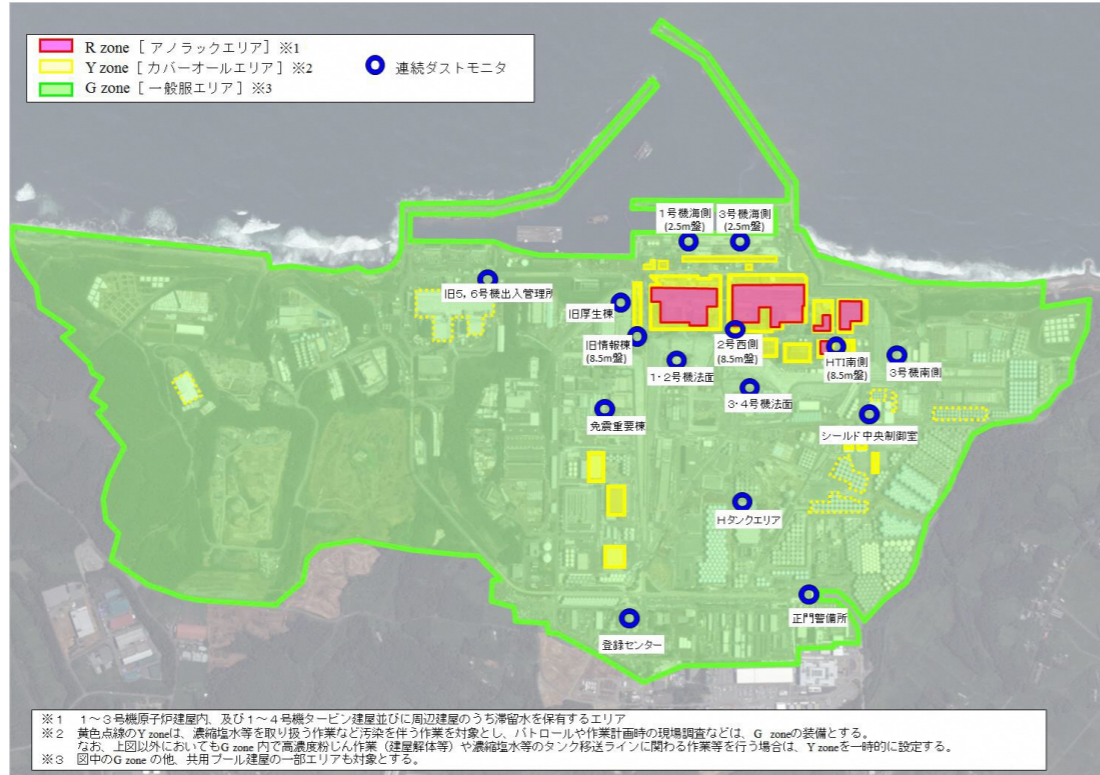 R zone [ アノラックエリア] ※1
Y zone [ カバーオールエリア ] ※2
連続ダストモニタ
G zone [ 一般服エリア] ※3
1号機海側
(2.5m盤)
3号機海側
(2.5m盤)
旧5，6号機出入管理所
旧厚生棟
旧情報棟
(8.5m盤)
2号西側
(8.5m盤)
HTI南側
(8.5m盤)
1・2号機法面
3号機南側
3・4号機法面
免震重要棟
シールド中央制御室
Hタンクエリア
正門警備所
登録センター
※1 1～3号機原子炉建屋内、及び1～4号機タービン建屋並びに周辺建屋のうち滞留水を保有するエリア
※2 黄色点線のY zoneは、濃縮塩水等を取り扱う作業など汚染を伴う作業を対象とし、パトロールや作業計画時の現場調査などは、G zoneの装備とする。
なお、上図以外においてもG zone 内で高濃度粉じん作業（建屋解体等）や濃縮塩水等のタンク移送ラインに関わる作業等を行う場合は、Y zoneを一時的に設定する。
※3 図中のG zone の他、共用プール建屋の一部エリアも対象とする。